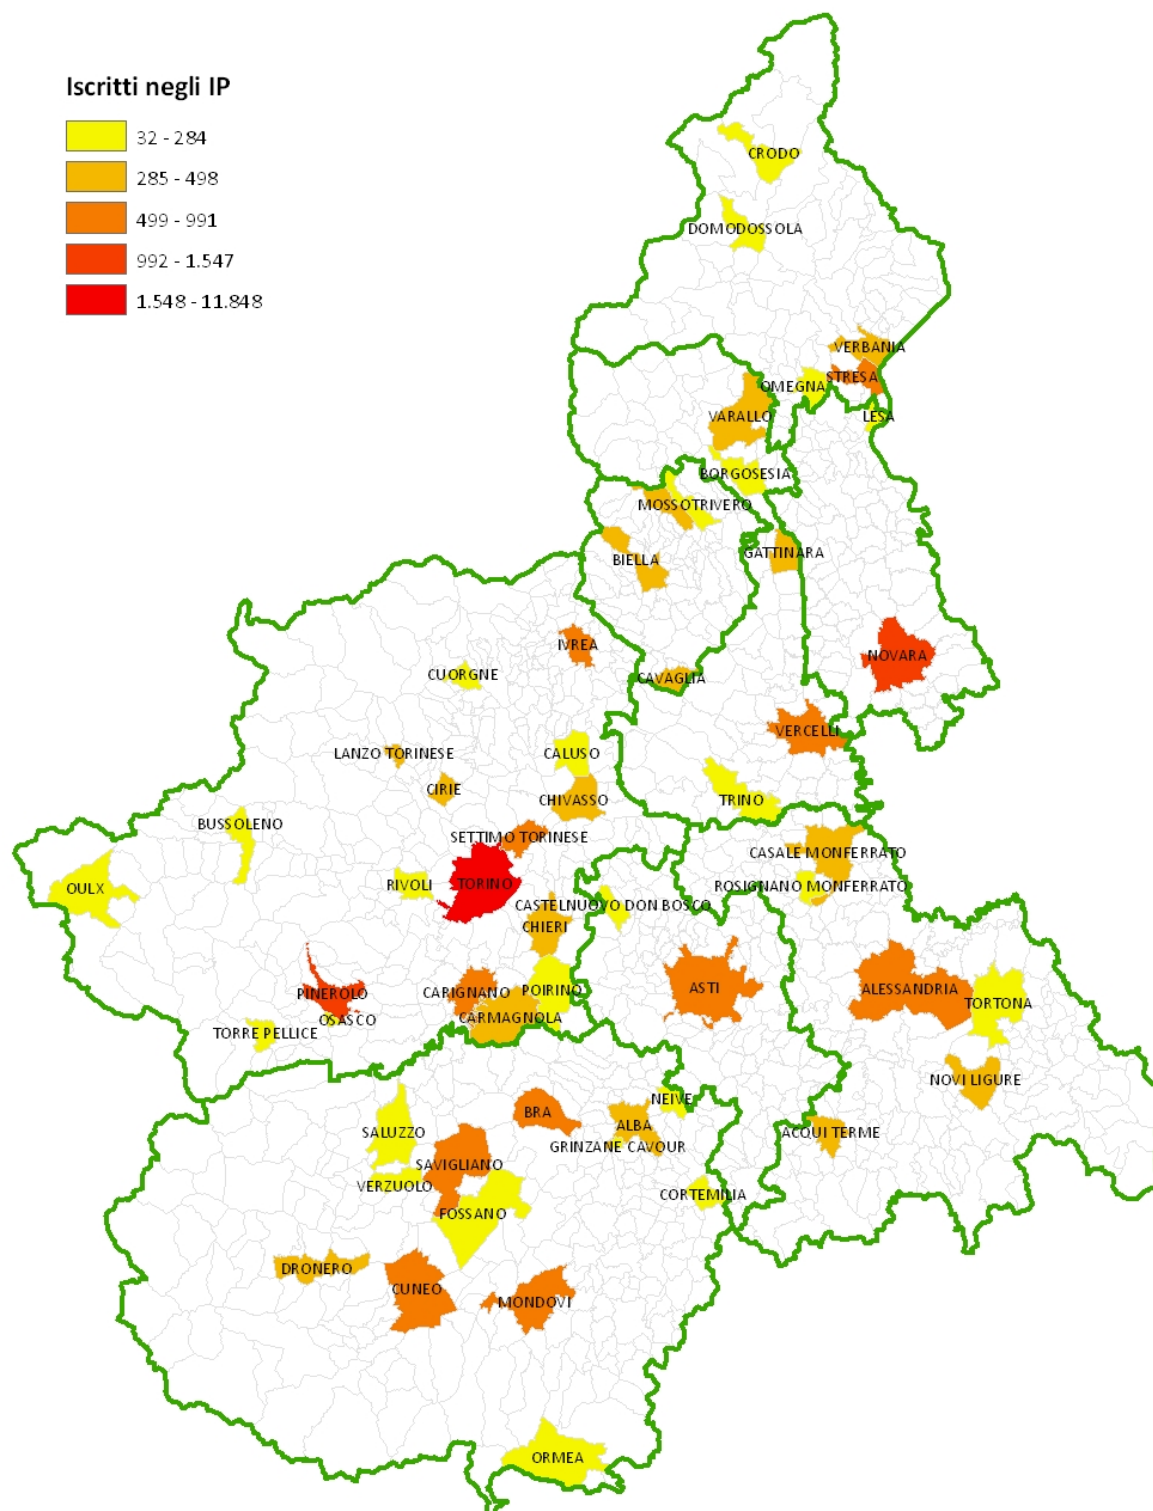 Iscritti negli IP
32 - 284
285 - 498
499 - 991
992 - 1.547
1.548 - 11.848
CRODO
DOMODOSSOLA
VERBANIA
STRESA
OMEGNA
LESA
VARALLO
BORGOSESIA
MOSSOTRIVERO
GATTINARA
BIELLA
IVREA
NOVARA
CUORGNE
CAVAGLIA
VERCELLI
LANZO TORINESE
CALUSO
CIRIE
CHIVASSO
TRINO
BUSSOLENO
SETTIMO TORINESE
CASALE MONFERRATO
OULX
RIVOLI
TORINO
ROSIGNANO MONFERRATO
CASTELNUOVO DON BOSCO
CHIERI
PINEROLO
CARIGNANO
POIRINO
ASTI
ALESSANDRIA
TORTONA
OSASCO
CARMAGNOLA
TORRE PELLICE
NOVI LIGURE
NEIVE
BRA
ALBA
SALUZZO
GRINZANE CAVOUR
ACQUI TERME
SAVIGLIANO
VERZUOLO
CORTEMILIA
FOSSANO
DRONERO
CUNEO
MONDOVI
ORMEA